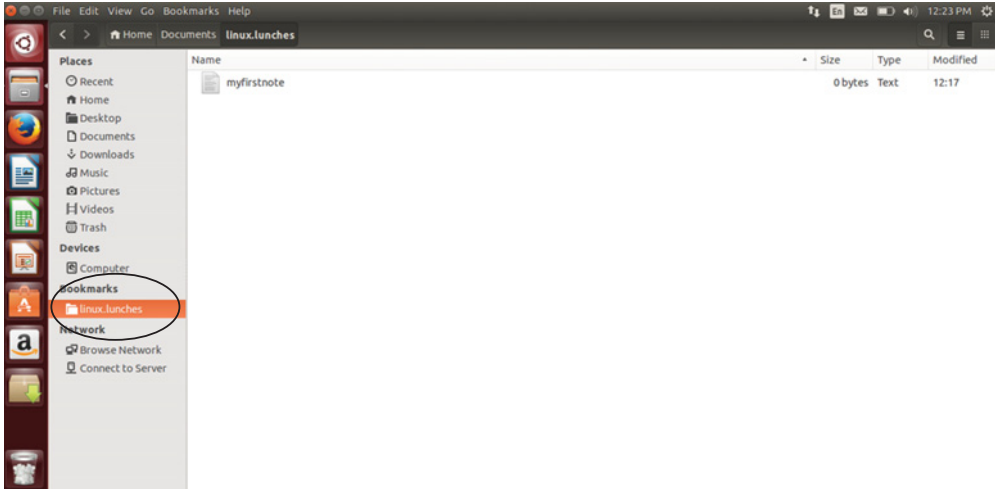 File Edit View Go Bookmarks Help En 12:23 PM
< > Home Documents linux.lunches
Places
Recent
Home
Desktop
Documents
Downloads
Music
Pictures
Videos
Trash
Devices
Computer
Bookmarks
linux.lunches
Network
Browse Network
Connect to Server
Name Size Type Modified
myfirstnote 0 bytes Text 12:17
a